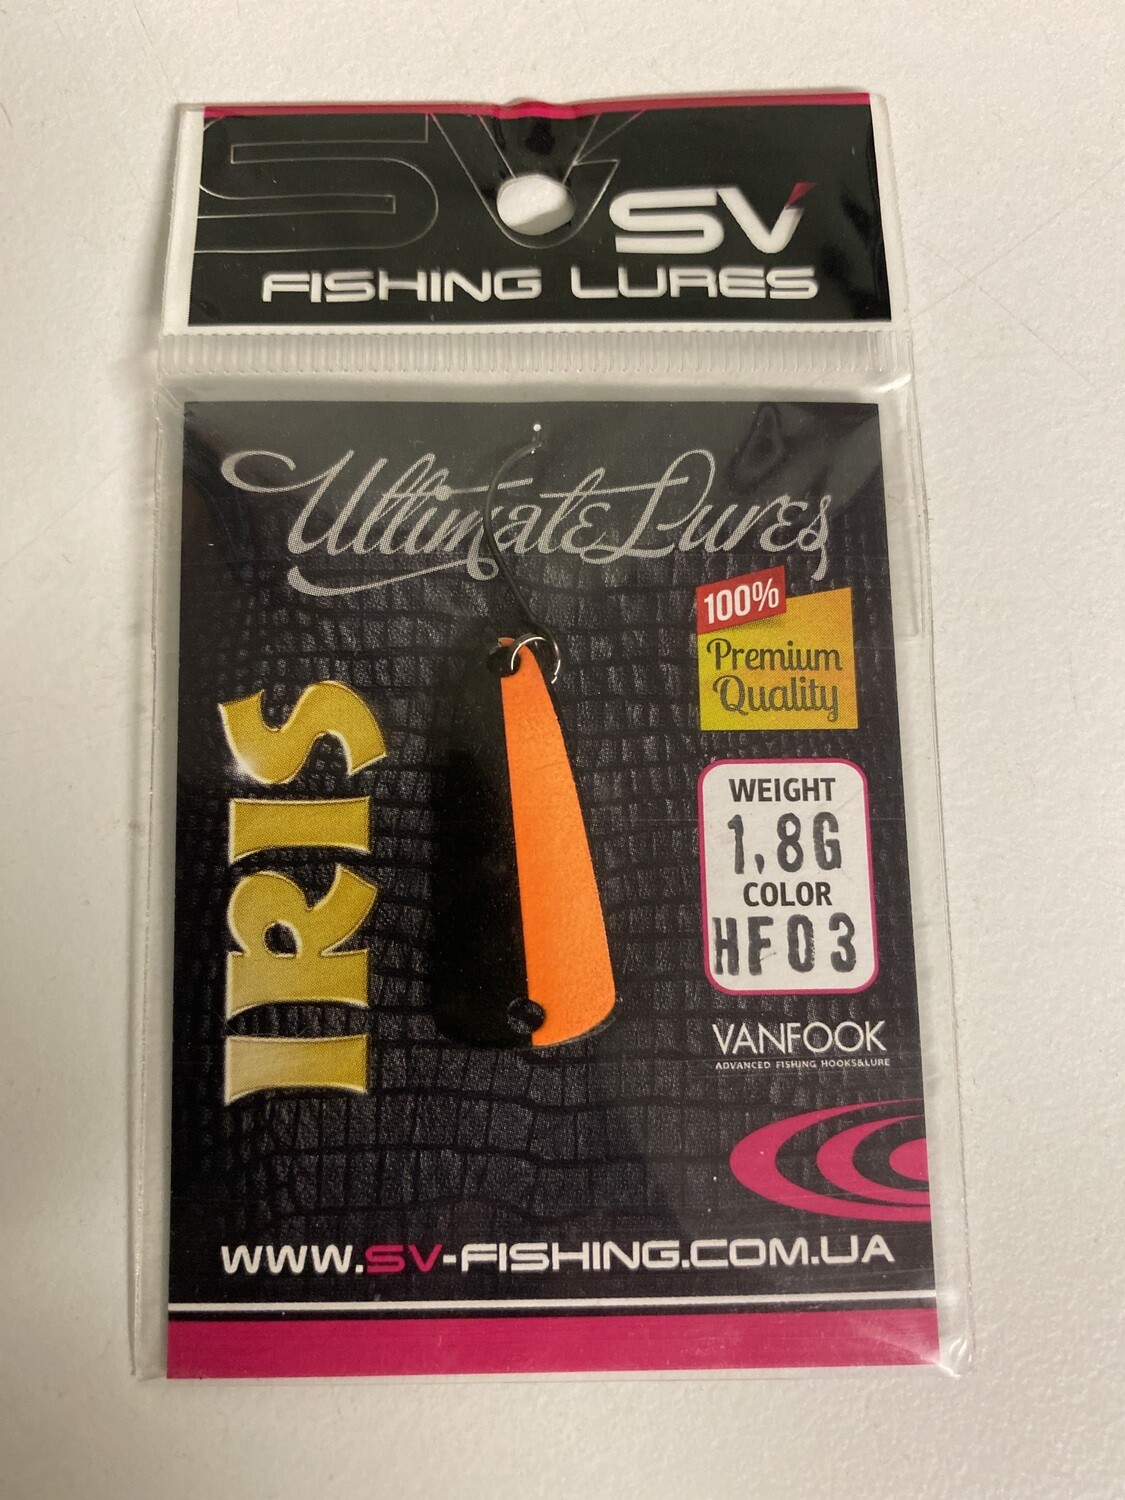 SV
SV
FISHING LURES
Ultimate Lures
100%
Premium
Quality
IRIS
WEIGHT
1,8G
COLOR
HF03
VANFOOK
ADVANCED FISHING HOOKS&LURE
WWW.SV-FISHING.COM.UA